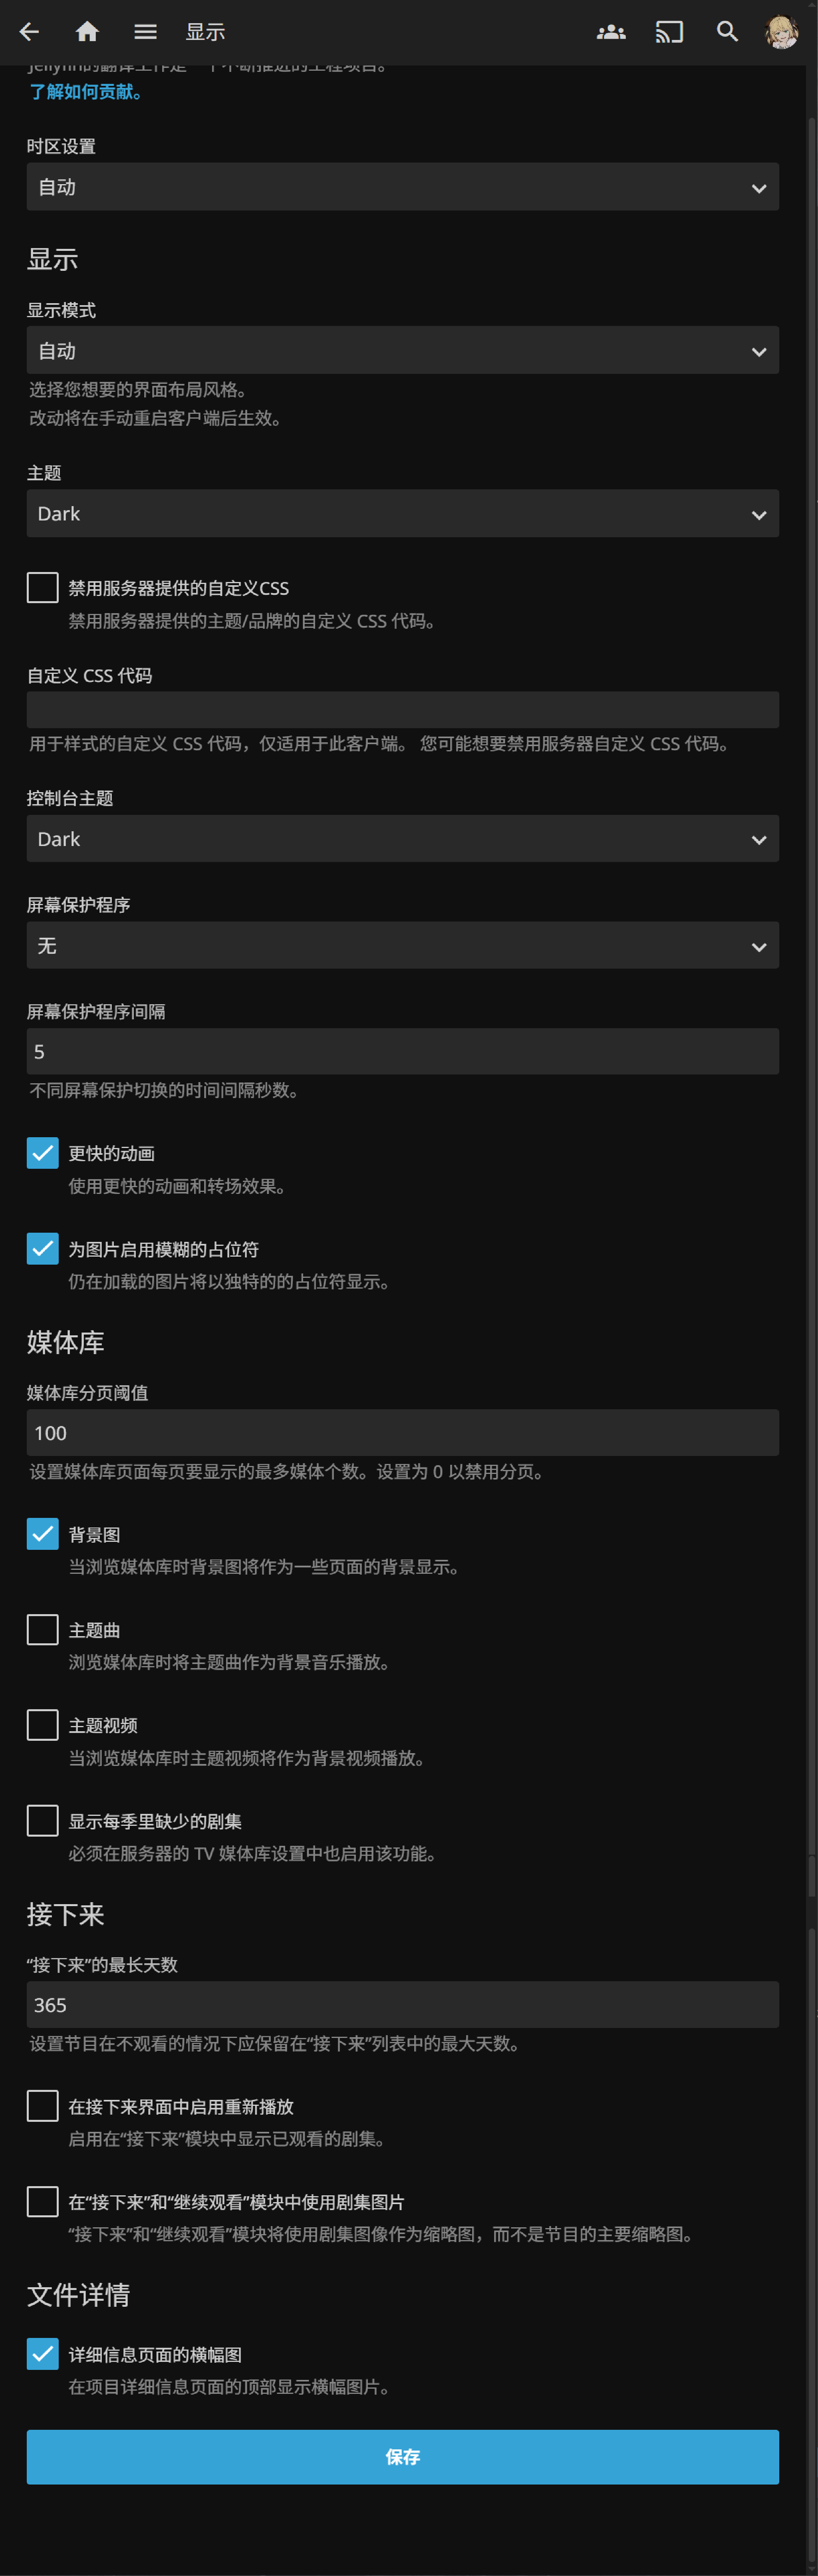 显示
Jellyfin的翻译工作是一个不断推进的工程项目。
了解如何贡献。
时区设置
自动
显示
显示模式
自动
选择您想要的界面布局风格。
改动将在手动重启客户端后生效。
主题
Dark
禁用服务器提供的自定义CSS
禁用服务器提供的主题/品牌的自定义 CSS 代码。
自定义 CSS 代码
用于样式的自定义 CSS 代码，仅适用于此客户端。 您可能想要禁用服务器自定义 CSS 代码。
控制台主题
Dark
屏幕保护程序
无
屏幕保护程序间隔
5
不同屏幕保护切换的时间间隔秒数。
更快的动画
使用更快的动画和转场效果。
为图片启用模糊的占位符
仍在加载的图片将以独特的的占位符显示。
媒体库
媒体库分页阈值
100
设置媒体库页面每页要显示的最多媒体个数。设置为 0 以禁用分页。
背景图
当浏览媒体库时背景图将作为一些页面的背景显示。
主题曲
浏览媒体库时将主题曲作为背景音乐播放。
主题视频
当浏览媒体库时主题视频将作为背景视频播放。
显示每季里缺少的剧集
必须在服务器的 TV 媒体库设置中也启用该功能。
接下来
“接下来”的最长天数
365
设置节目在不观看的情况下应保留在“接下来”列表中的最大天数。
在接下来界面中启用重新播放
启用在“接下来”模块中显示已观看的剧集。
在“接下来”和“继续观看”模块中使用剧集图片
“接下来”和“继续观看”模块将使用剧集图像作为缩略图，而不是节目的主要缩略图。
文件详情
详细信息页面的横幅图
在项目详细信息页面的顶部显示横幅图片。
保存